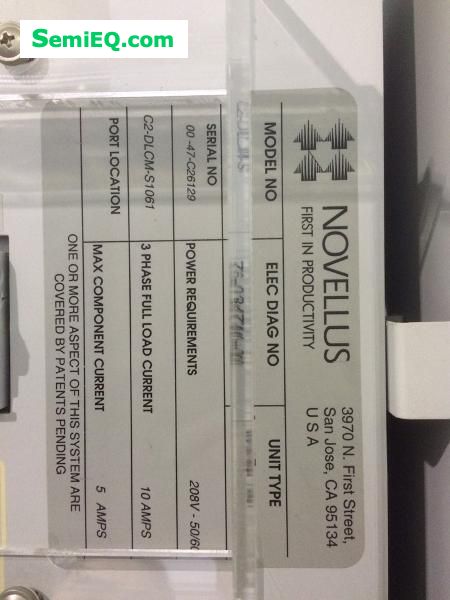 SemiEQ.com
NOVELLUS
FIRST IN PRODUCTIVITY
3970 N. First Street,
San Jose, CA 95134
U S A
MODEL NO
ELEC DIAG NO
UNIT TYPE
SERIAL NO
00 -47-C26129
POWER REQUIREMENTS
208V - 50/60
C2-DLCM-S1061
3 PHASE FULL LOAD CURRENT
10 AMPS
PORT LOCATION
MAX COMPONENT CURRENT
5 AMPS
ONE OR MORE ASPECT OF THIS SYSTEM ARE
COVERED BY PATENTS PENDING